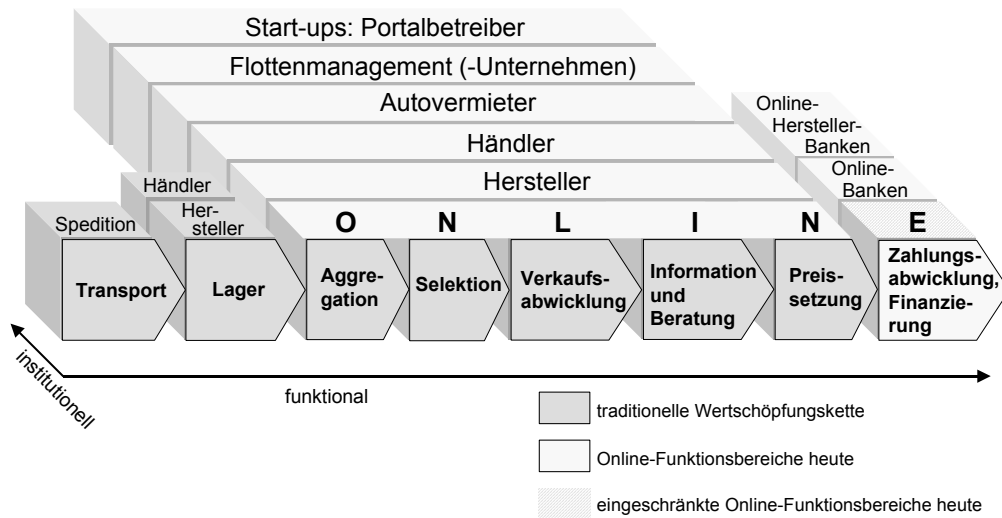 Start-ups: Portalbetreiber
Flottenmanagement (-Unternehmen)
Autovermieter
Händler
Hersteller
Online-
Hersteller-
Banken
Online-
Banken
Händler
Her-
steller
Spedition
O N L I N E
Transport
Lager
Aggre-
gation
Selektion
Verkaufs-
abwicklung
Information
und
Beratung
Preis-
setzung
Zahlungs-
abwicklung,
Finanzie-
rung
institutionell
funktional
traditionelle Wertschöpfungskette
Online-Funktionsbereiche heute
eingeschränkte Online-Funktionsbereiche heute